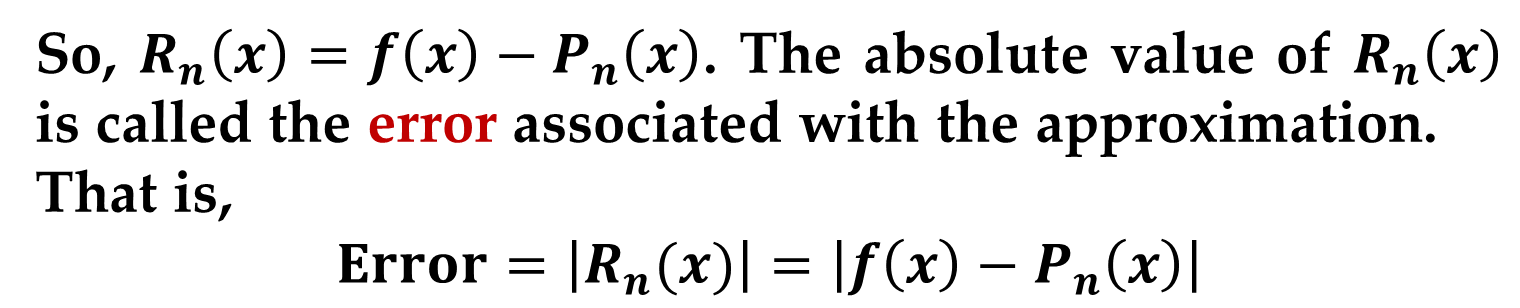 So, Rₙ(x) = f(x) − Pₙ(x). The absolute value of Rₙ(x)
is called the error associated with the approximation.
That is,
Error = |Rₙ(x)| = |f(x) − Pₙ(x)|